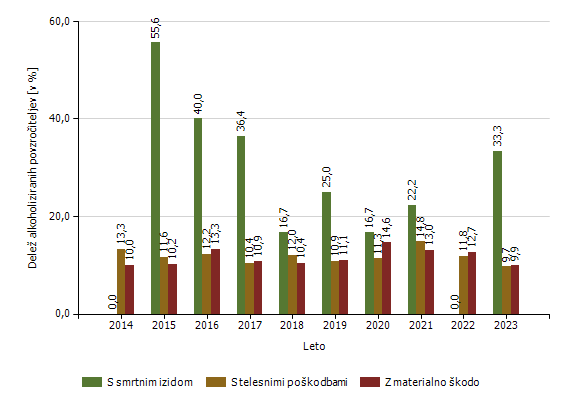 60,0
40,0
20,0
0,0
Delež alkoholiziranih povzročiteljev [v %]
0,0 13,3 10,0
55,6 11,6 10,2
40,0 12,2 13,3
36,4 10,4 10,9
16,7 12,0 10,4
25,0 10,9 11,1
16,7 11,3 14,6
22,2 14,8 13,0
0,0 11,8 12,7
33,3 9,7 9,9
2014 2015 2016 2017 2018 2019 2020 2021 2022 2023
Leto
S smrtnim izidom S telesnimi poškodbami Z materialno škodo